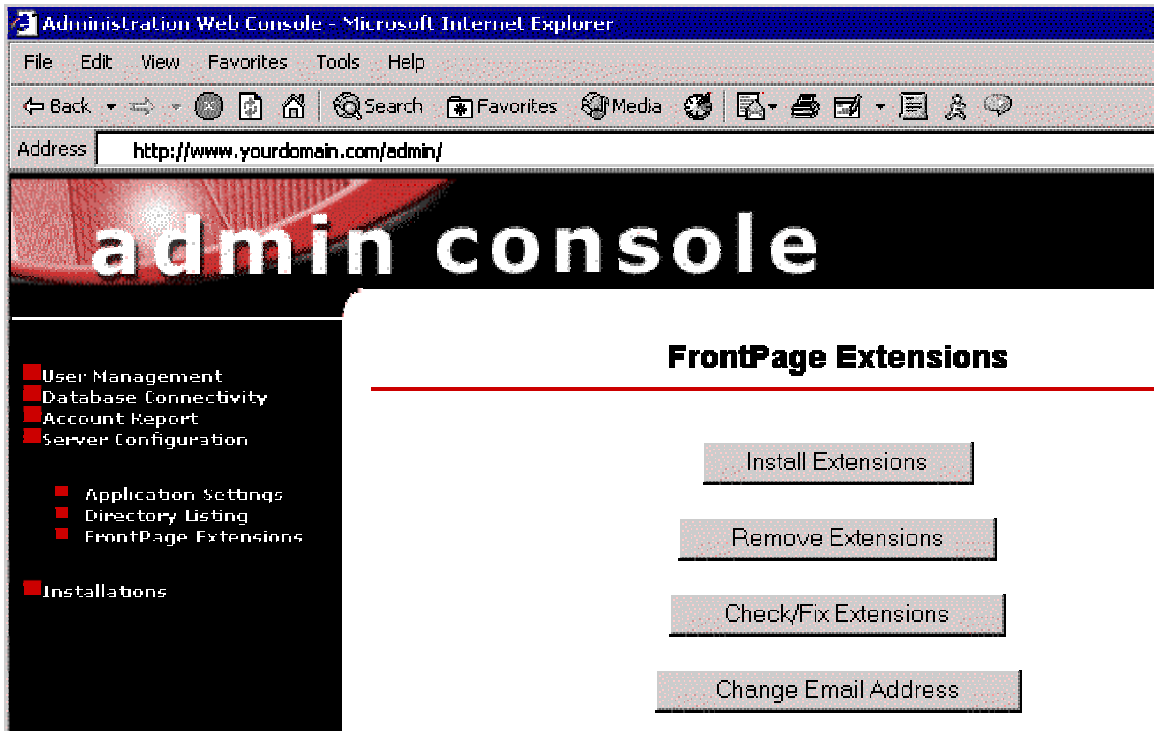 Administration Web Console - Microsoft Internet Explorer
File Edit View Favorites Tools Help
Back Search Favorites Media
Address http://www.yourdomain.com/admin/
admin console
FrontPage Extensions
User Management
Database Connectivity
Account Report
Server Configuration
Application Settings
Directory Listing
FrontPage Extensions
Installations
Install Extensions
Remove Extensions
Check/Fix Extensions
Change Email Address